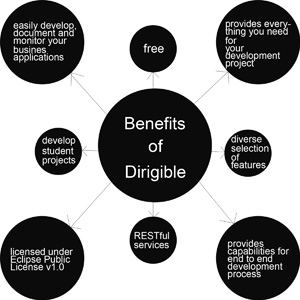 easily develop,
document and
monitor your
busines
applications
free
provides every-
thing you need
for
your
development
project
Benefits
of
Dirigible
develop
student
projects
diverse
selection
of
features
licensed under
Eclipse Public
License v1.0
RESTful
services
provides
capabilities for
end to end
development
process